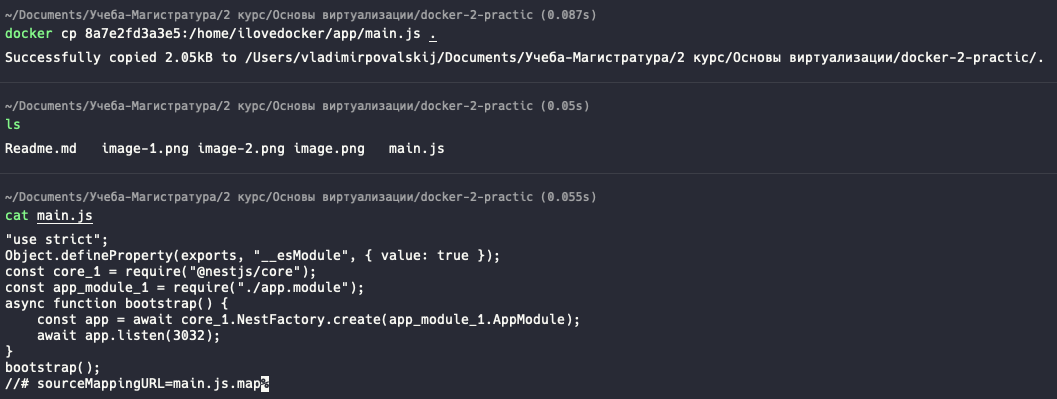 ~/Documents/Учеба-Магистратура/2 курс/Основы виртуализации/docker-2-practic (0.087s)
docker cp 8a7e2fd3a3e5:/home/ilovedocker/app/main.js .
Successfully copied 2.05kB to /Users/vladimirpovalskij/Documents/Учеба-Магистратура/2 курс/Основы виртуализации/docker-2-practic/.
~/Documents/Учеба-Магистратура/2 курс/Основы виртуализации/docker-2-practic (0.05s)
ls
Readme.md   image-1.png image-2.png image.png   main.js
~/Documents/Учеба-Магистратура/2 курс/Основы виртуализации/docker-2-practic (0.055s)
cat main.js
"use strict";
Object.defineProperty(exports, "__esModule", { value: true });
const core_1 = require("@nestjs/core");
const app_module_1 = require("./app.module");
async function bootstrap() {
    const app = await core_1.NestFactory.create(app_module_1.AppModule);
    await app.listen(3032);
}
bootstrap();
//# sourceMappingURL=main.js.map%